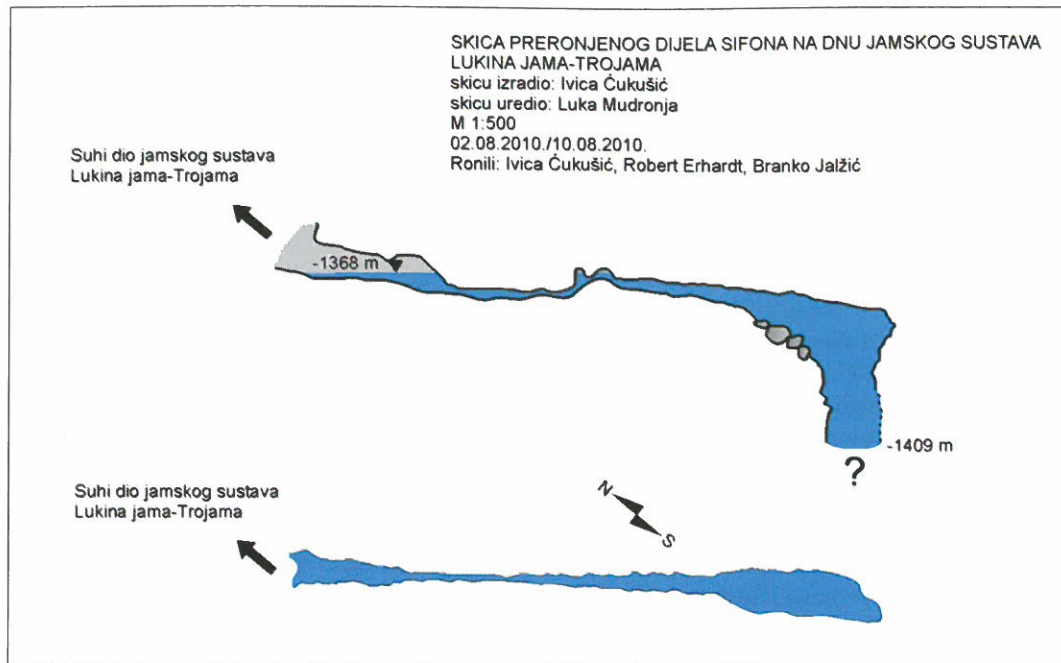 SKICA PRERONJENOG DIJELA SIFONA NA DNU JAMSKOG SUSTAVA
LUKINA JAMA-TROJAMA
skicu izradio: Ivica Ćukušić
skicu uredio: Luka Mudronja
M 1:500
02.08.2010./10.08.2010.
Ronili: Ivica Ćukušić, Robert Erhardt, Branko Jalžić
Suhi dio jamskog sustava
Lukina jama-Trojama
-1368 m
-1409 m
?
Suhi dio jamskog sustava
Lukina jama-Trojama
N
S